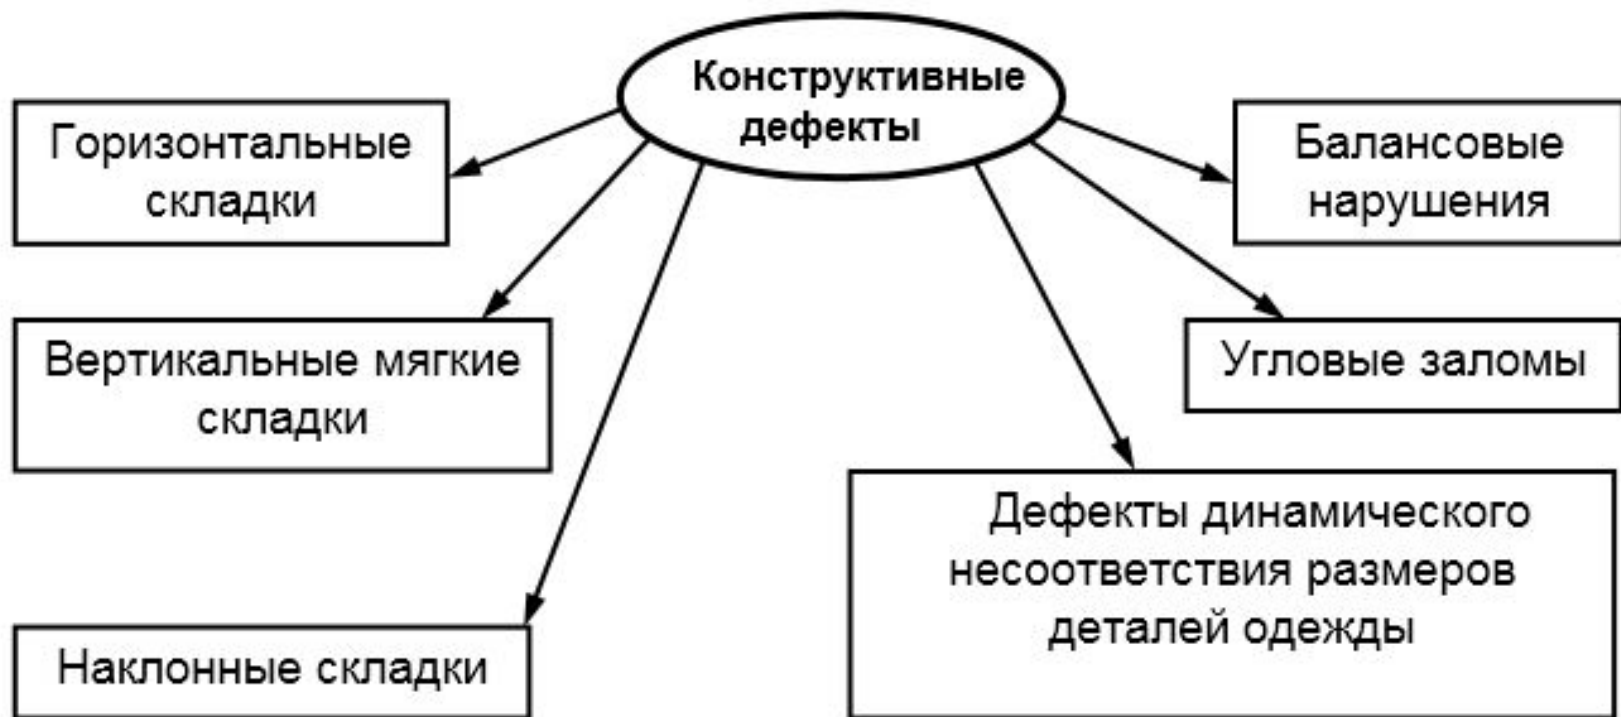 Конструктивные
дефекты
Горизонтальные
складки
Балансовые
нарушения
Вертикальные мягкие
складки
Угловые заломы
Дефекты динамического
несоответствия размеров
деталей одежды
Наклонные складки